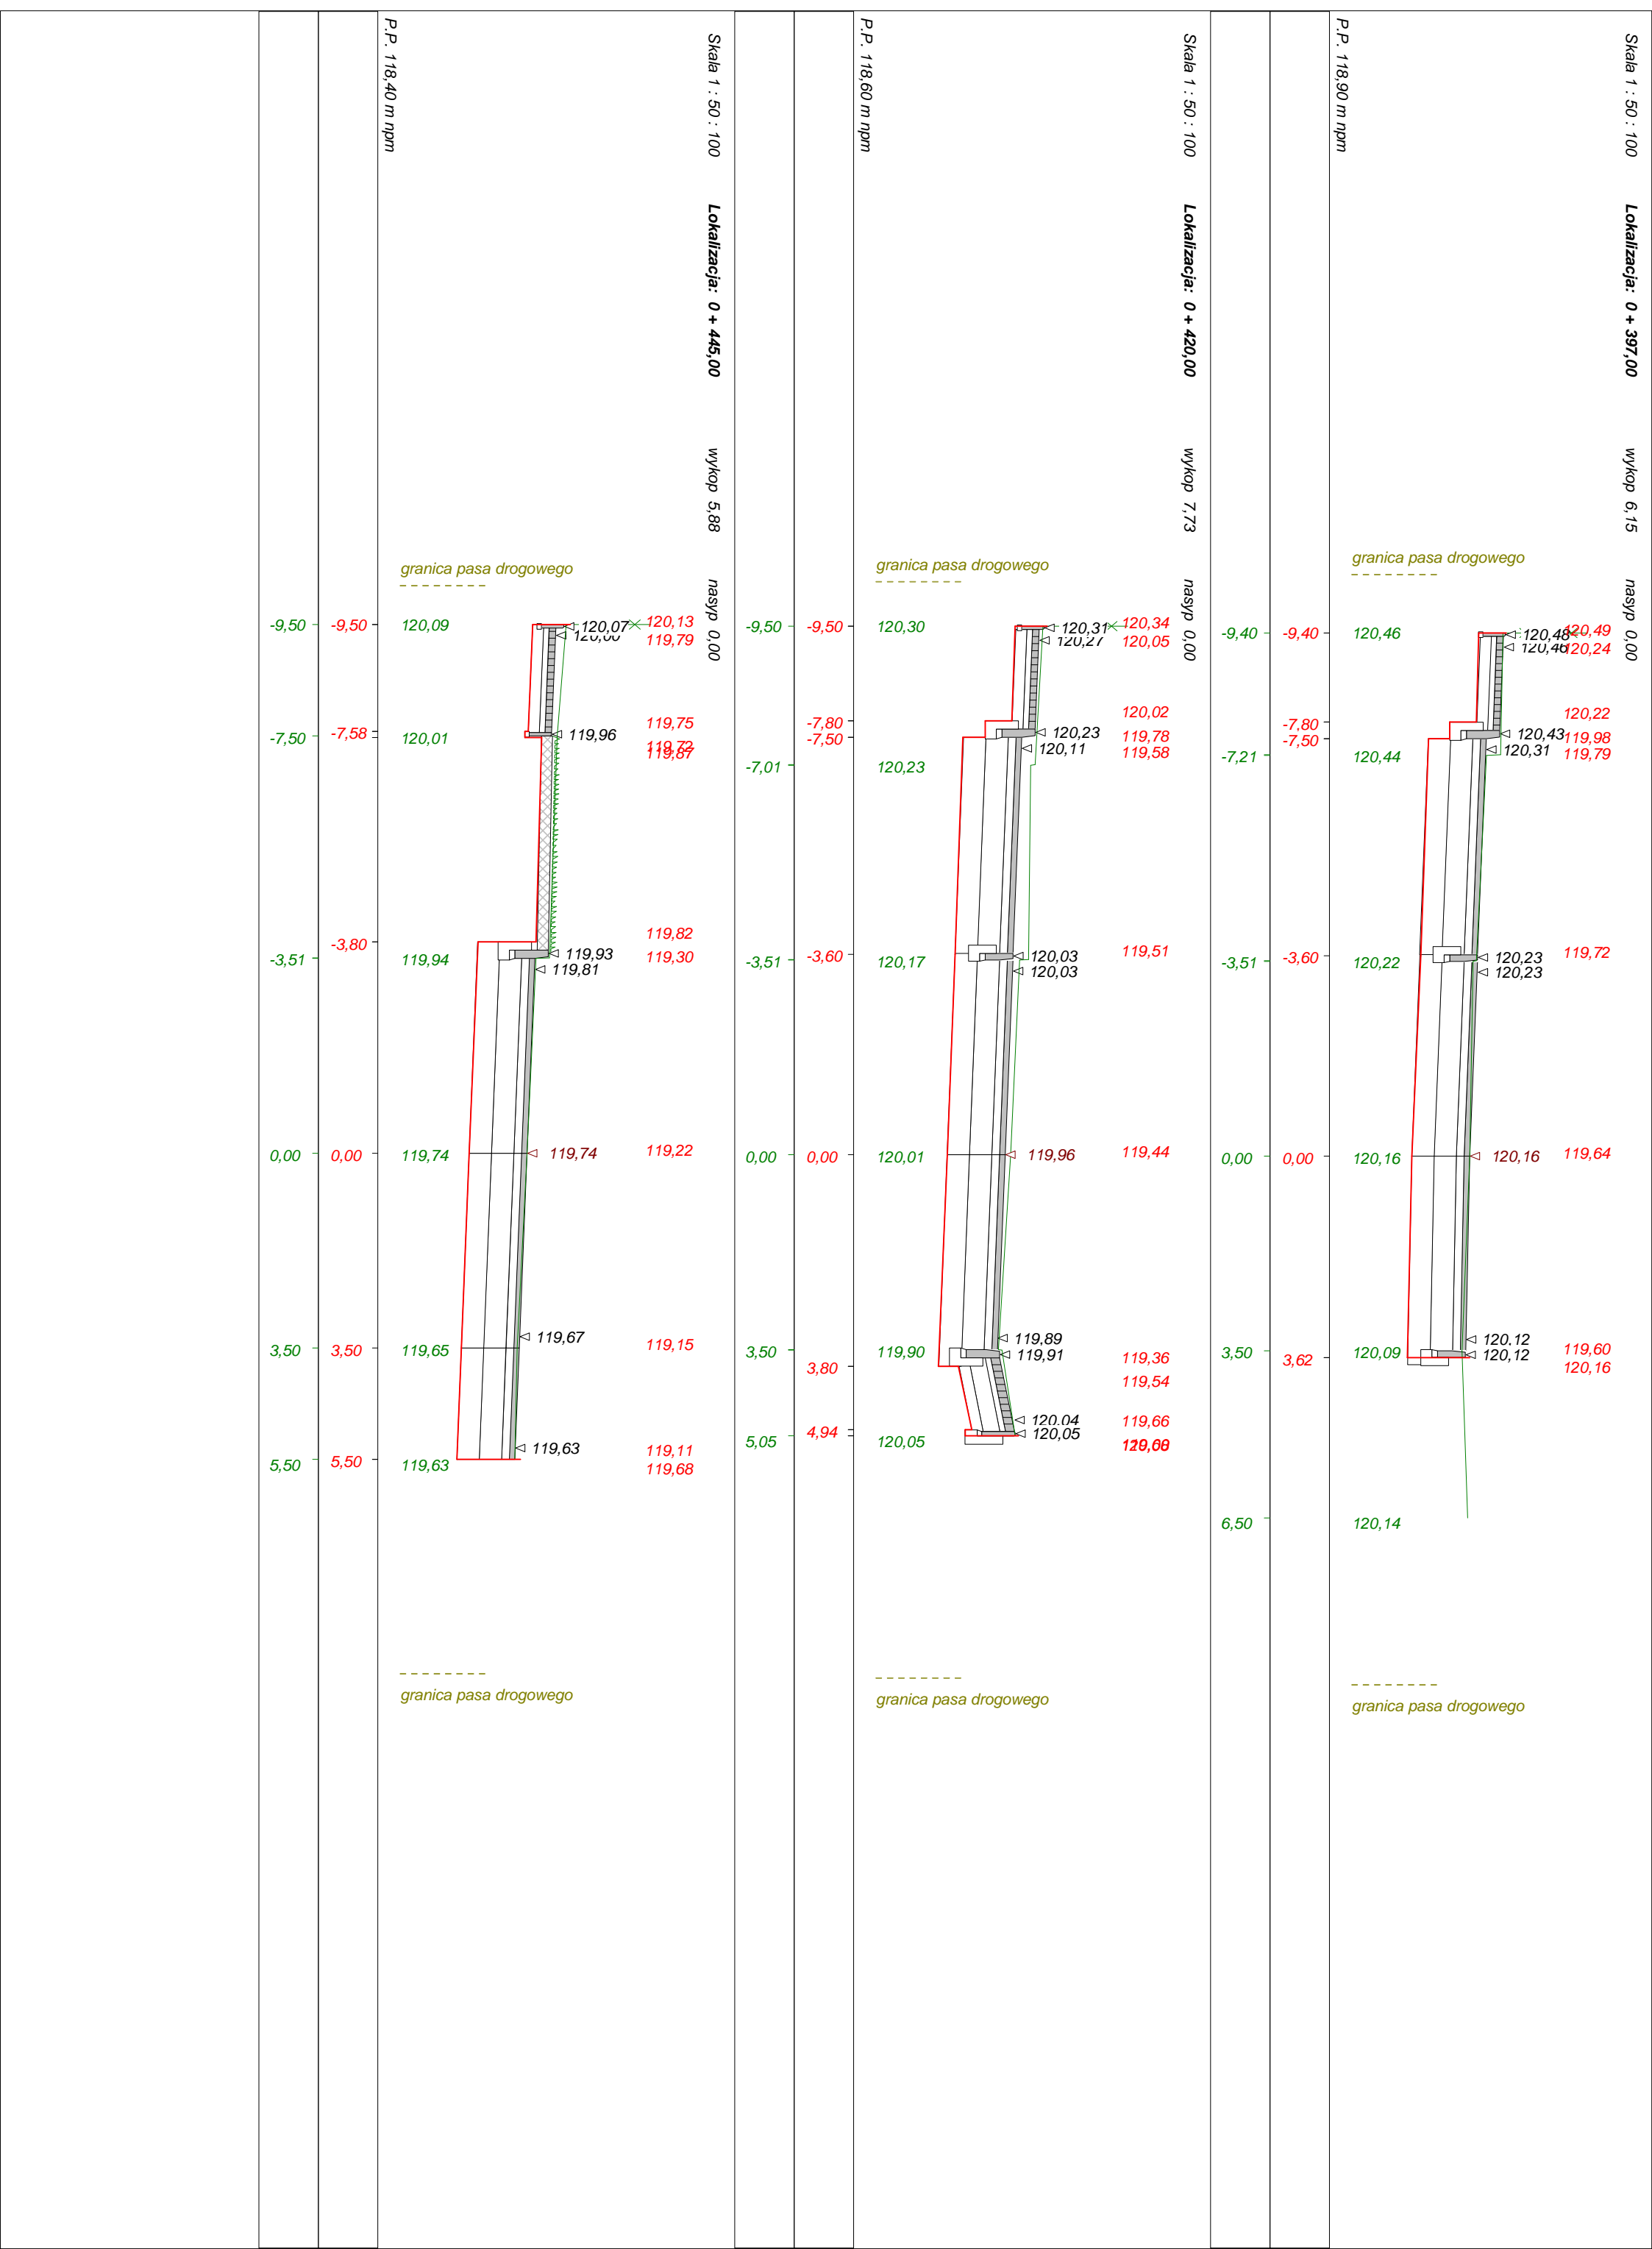 Skala 1 : 50 : 100 Lokalizacja: 0 + 397,00 wykop 6,15 nasyp 0,00
P.P. 118,90 m npm
granica pasa drogowego
-9,40 -9,40 120,46 120,48 120,49
120,46 120,24
-7,80 120,22
-7,50 120,43 119,98
-7,21 120,44 120,31 119,79
-3,51 -3,60 120,22 120,23 119,72
120,23
0,00 0,00 120,16 120,16 119,64
120,12
3,50 3,62 120,09 120,12 119,60
120,16
6,50 120,14
granica pasa drogowego
Skala 1 : 50 : 100 Lokalizacja: 0 + 420,00 wykop 7,73 nasyp 0,00
P.P. 118,60 m npm
granica pasa drogowego
-9,50 -9,50 120,30 120,31 120,34
120,27 120,05
-7,80 120,02
-7,50 120,23 119,78
-7,01 120,23 120,11 119,58
-3,51 -3,60 120,17 120,03 119,51
120,03
0,00 0,00 120,01 119,96 119,44
119,89
3,50 3,80 119,90 119,91 119,36
119,54
4,94 120,04 119,66
5,05 120,05 120,05
granica pasa drogowego
Skala 1 : 50 : 100 Lokalizacja: 0 + 445,00 wykop 5,88 nasyp 0,00
P.P. 118,40 m npm
granica pasa drogowego
-9,50 -9,50 120,09 120,07 120,13
119,79
-7,58 119,75
-7,50 120,01 119,96 119,72
119,87
-3,80 119,82
-3,51 119,94 119,93 119,30
119,81
0,00 0,00 119,74 119,74 119,22
119,67
3,50 3,50 119,65 119,15
119,63 119,11
5,50 5,50 119,63 119,68
granica pasa drogowego